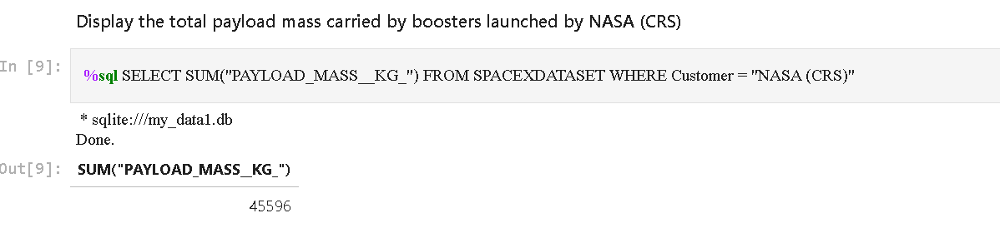 Display the total payload mass carried by boosters launched by NASA (CRS)
In [9]:
%sql SELECT SUM("PAYLOAD_MASS__KG_") FROM SPACEXDATASET WHERE Customer = "NASA (CRS)"
* sqlite:///my_data1.db
Done.
Out[9]:
SUM("PAYLOAD_MASS__KG_")
45596